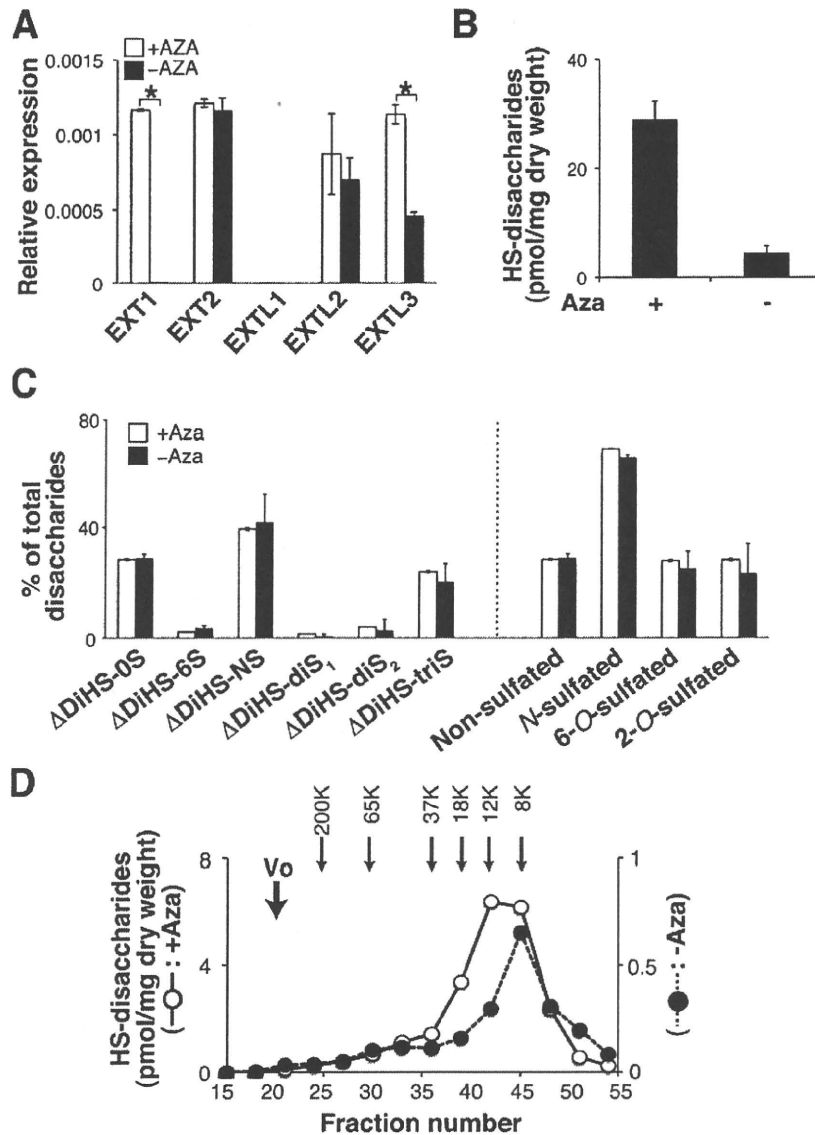 A
+AZA
-AZA
0.0015
0.001
0.0005
0
Relative expression
*
*
EXT1
EXT2
EXTL1
EXTL2
EXTL3
B
HS-disaccharides
(pmol/mg dry weight)
40
20
0
Aza + -
C
+Aza
-Aza
% of total
disaccharides
80
40
0
ΔDiHS-0S
ΔDiHS-6S
ΔDiHS-NS
ΔDiHS-diS1
ΔDiHS-diS2
ΔDiHS-triS
Non-sulfated
N-sulfated
6-O-sulfated
2-O-sulfated
D
HS-disaccharides
(pmol/mg dry weight)
(—○— : +Aza)
8
4
0
Vo
200K
65K
37K
18K
12K
8K
1
0.5
0
(····●···· : -Aza)
15 20 25 30 35 40 45 50 55
Fraction number